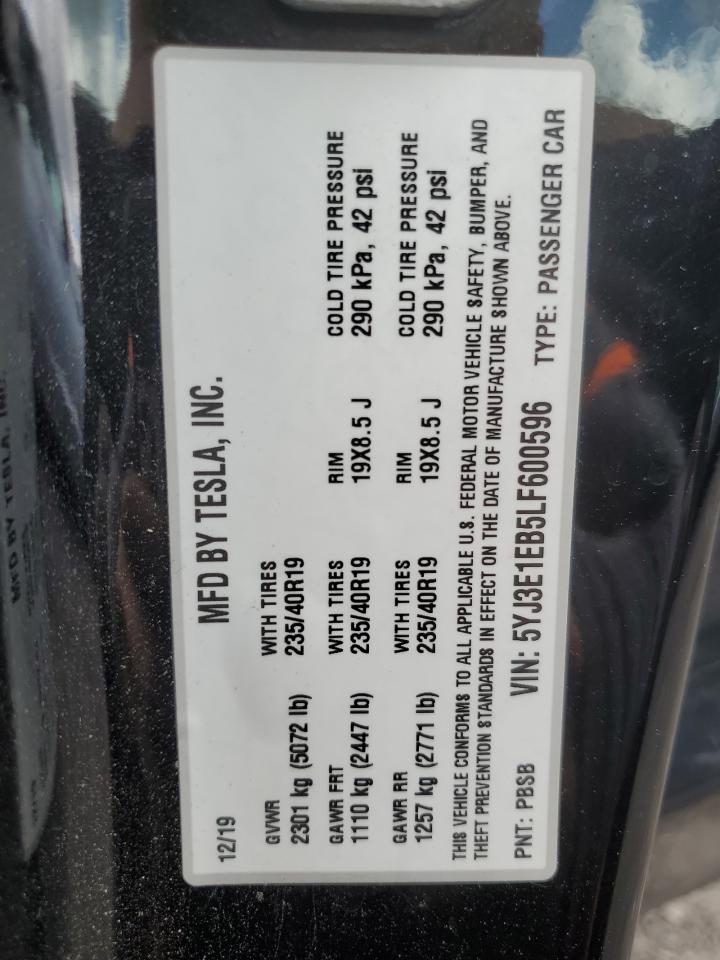 12/19 MFD BY TESLA, INC.
GVWR WITH TIRES
2301 kg (5072 lb) 235/40R19
GAWR FRT WITH TIRES RIM COLD TIRE PRESSURE
1110 kg (2447 lb) 235/40R19 19X8.5 J 290 kPa, 42 psi
GAWR RR WITH TIRES RIM COLD TIRE PRESSURE
1257 kg (2771 lb) 235/40R19 19X8.5 J 290 kPa, 42 psi
THIS VEHICLE CONFORMS TO ALL APPLICABLE U.S. FEDERAL MOTOR VEHICLE SAFETY, BUMPER, AND
THEFT PREVENTION STANDARDS IN EFFECT ON THE DATE OF MANUFACTURE SHOWN ABOVE.
PNT: PBSB VIN: 5YJ3E1EB5LF600596 TYPE: PASSENGER CAR
MFD BY TESLA, INC.